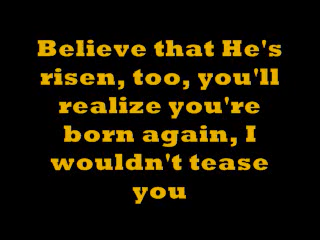 Believe that He's
risen, too, you'll
realize you're
born again, I
wouldn't tease
you